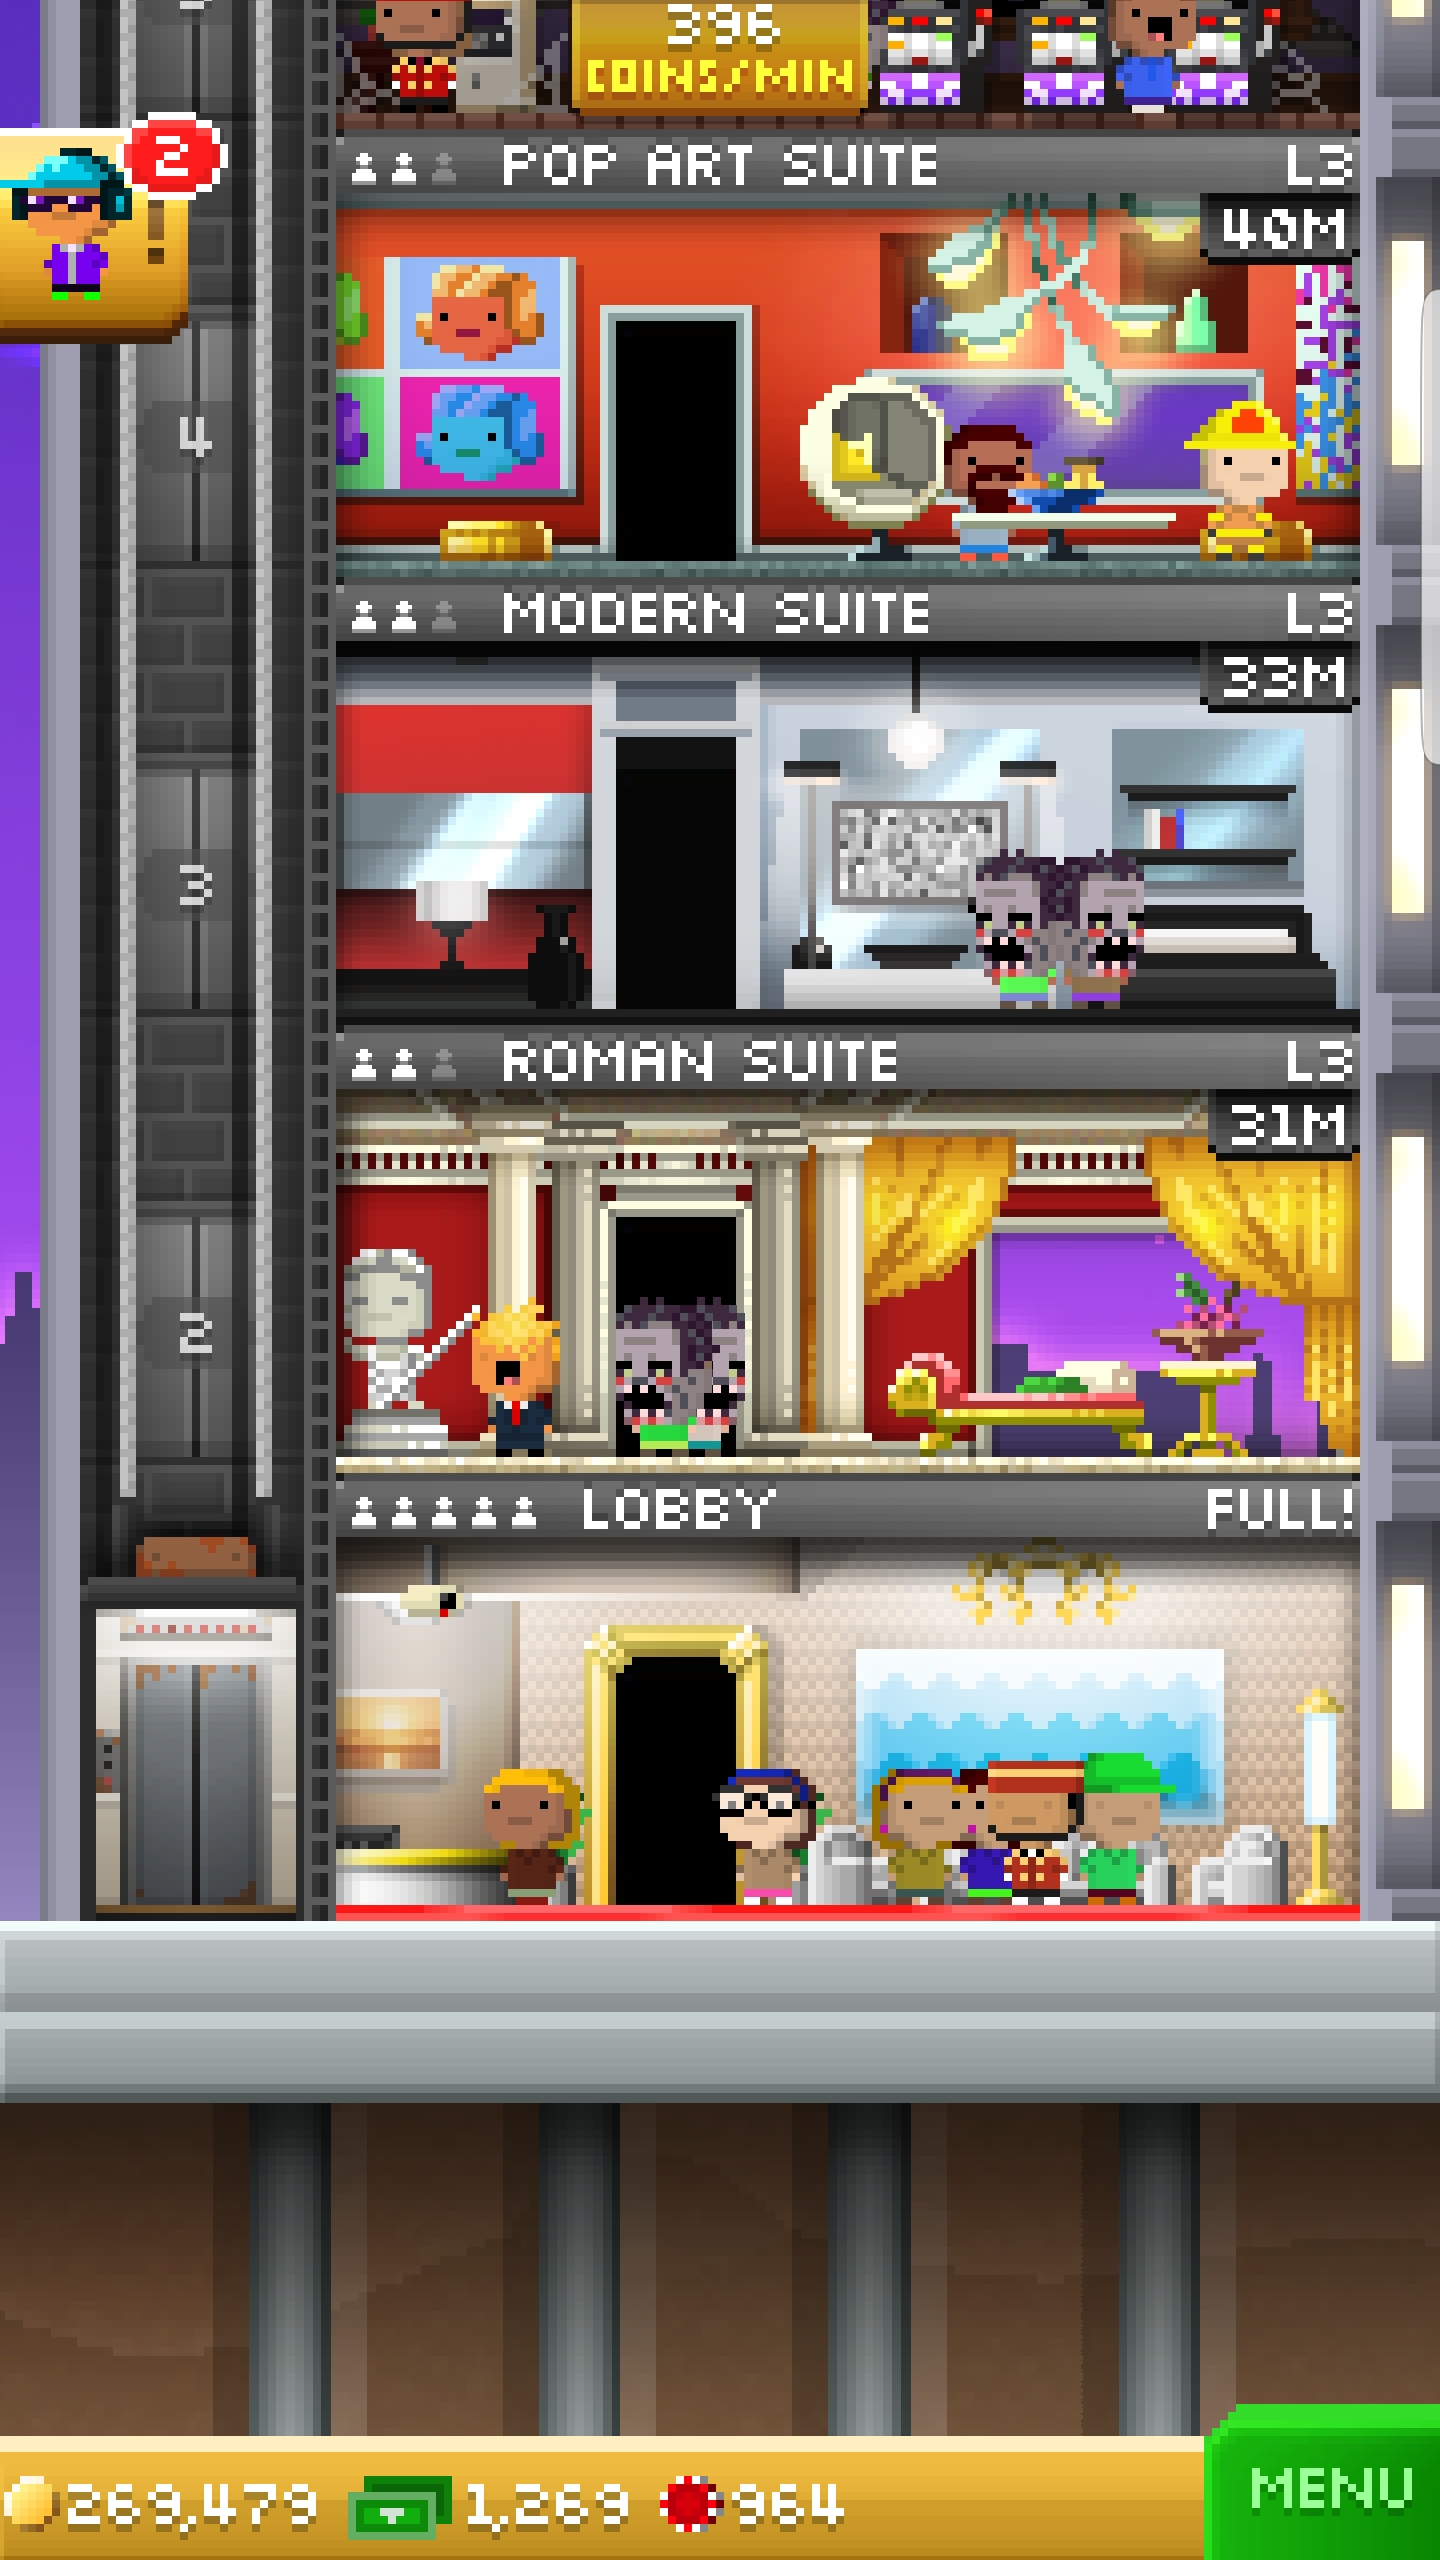 396
COINS/MIN
2
!
POP ART SUITE L3
40M
4
MODERN SUITE L3
33M
3
ROMAN SUITE L3
31M
2
LOBBY FULL!
269,479 1,269 964
MENU